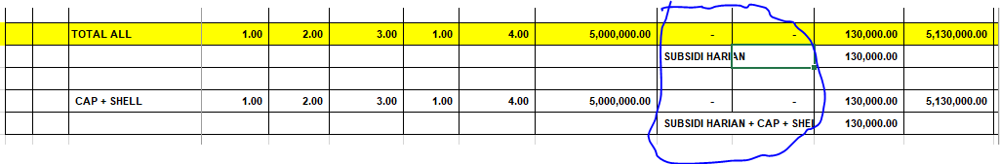 TOTAL ALL 1.00 2.00 3.00 1.00 4.00 5,000,000.00 - - 130,000.00 5,130,000.00
SUBSIDI HARIAN 130,000.00
CAP + SHELL 1.00 2.00 3.00 1.00 4.00 5,000,000.00 - - 130,000.00 5,130,000.00
SUBSIDI HARIAN + CAP + SHEL 130,000.00